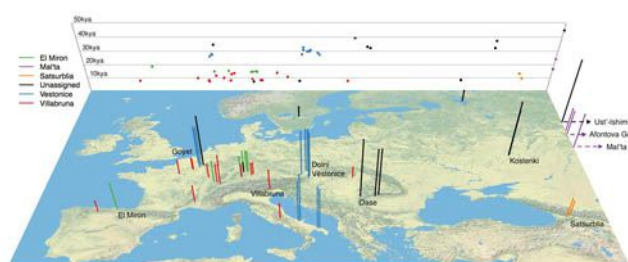 50kya
40kya
30kya
20kya
10kya
El Miron
Mal'ta
Satsurblia
Unassigned
Vestonice
Villabruna
Ust'-Ishim
Afontova Go
Mal'ta
Goyet
Dolni
Vestonice
Kostenki
Villabruna
Oase
El Miron
Satsurblia